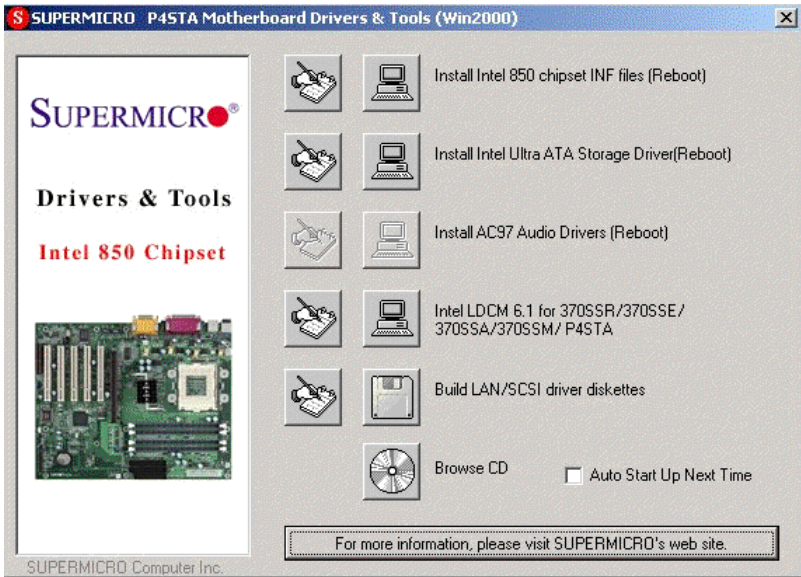 SUPERMICRO P4STA Motherboard Drivers & Tools (Win2000)
SUPERMICRO®
Drivers & Tools
Intel 850 Chipset
SUPERMICRO Computer Inc.
Install Intel 850 chipset INF files (Reboot)
Install Intel Ultra ATA Storage Driver(Reboot)
Install AC97 Audio Drivers (Reboot)
Intel LDCM 6.1 for 370SSR/370SSE/
370SSA/370SSM/ P4STA
Build LAN/SCSI driver diskettes
Browse CD
Auto Start Up Next Time
For more information, please visit SUPERMICRO's web site.